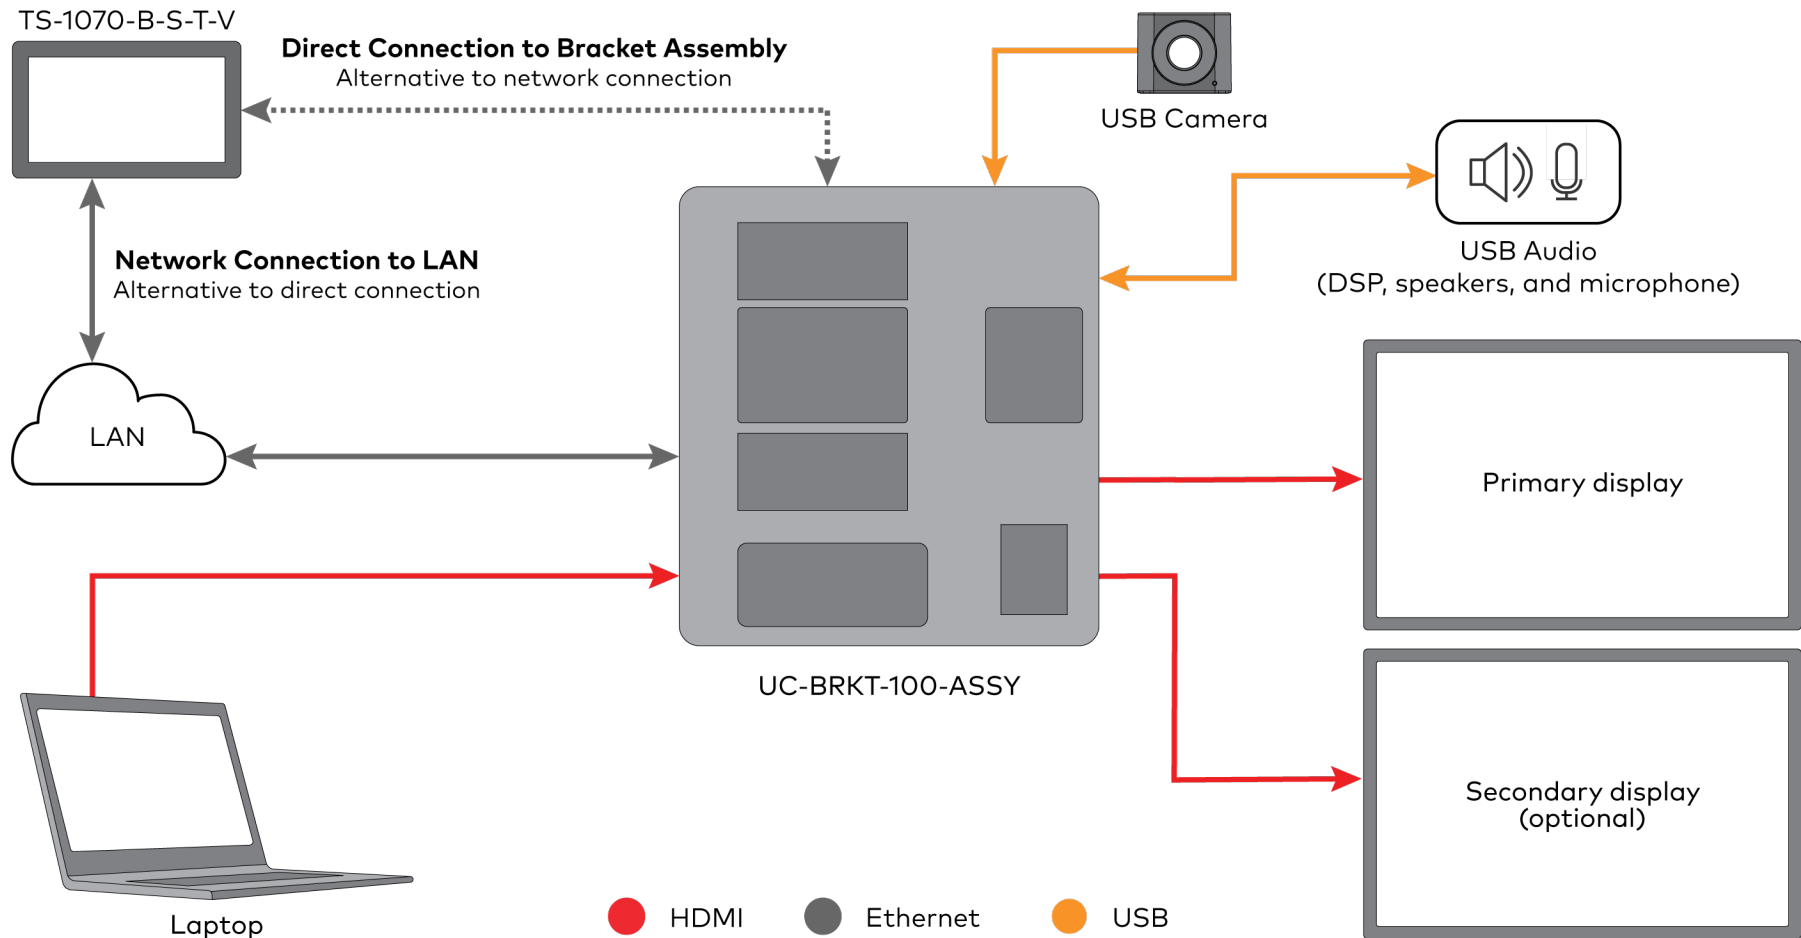 TS-1070-B-S-T-V
Direct Connection to Bracket Assembly
Alternative to network connection
USB Camera
USB Audio
(DSP, speakers, and microphone)
Network Connection to LAN
Alternative to direct connection
LAN
Primary display
UC-BRKT-100-ASSY
Secondary display
(optional)
Laptop
HDMI
Ethernet
USB